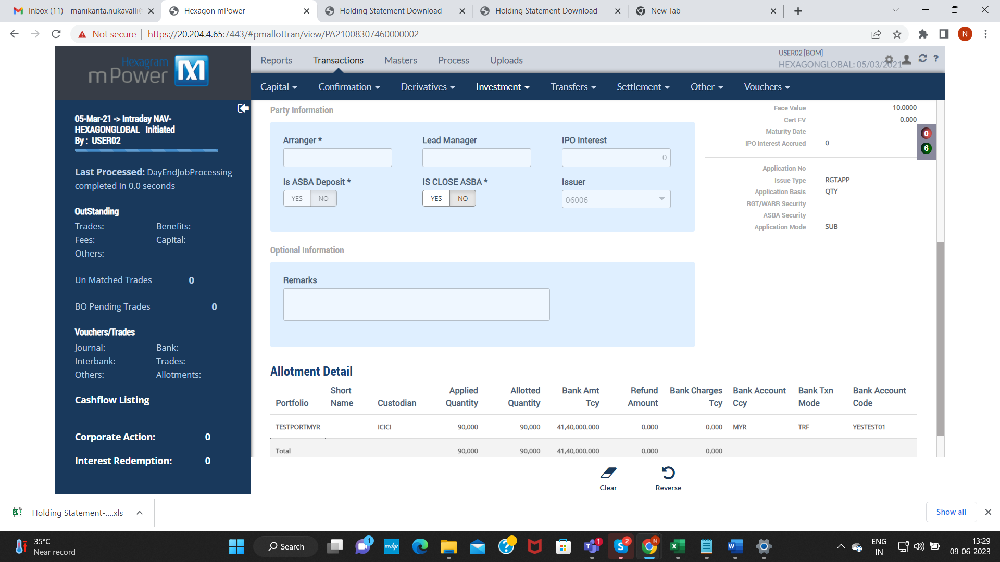 Inbox (11) - manikanta.nukavalli@
Hexagon mPower
Holding Statement Download
Holding Statement Download
New Tab
Not secure
https://20.204.4.65:7443/#pmallottran/view/PA21008307460000002
N
Hexagram
mPower
Reports
Transactions
Masters
Process
Uploads
USER02 [BOM]
HEXAGONGLOBAL: 05/03/2021
?
Capital
Confirmation
Derivatives
Investment
Transfers
Settlement
Other
Vouchers
05-Mar-21 -> Intraday NAV-
HEXAGONGLOBAL Initiated
By : USER02
Last Processed: DayEndJobProcessing
completed in 0.0 seconds
OutStanding
Trades: Benefits:
Fees: Capital:
Others:
Un Matched Trades 0
BO Pending Trades 0
Vouchers/Trades
Journal: Bank:
Interbank: Trades:
Others: Allotments:
Cashflow Listing
Corporate Action: 0
Interest Redemption: 0
Party Information
Arranger * Lead Manager IPO Interest
0
Is ASBA Deposit * IS CLOSE ASBA * Issuer
YES NO YES NO 06006
Optional Information
Remarks
Face Value 10.0000
Cert FV 0.000
Maturity Date
IPO Interest Accrued 0
0
6
Application No
Issue Type RGTAPP
Application Basis QTY
RGT/WARR Security
ASBA Security
Application Mode SUB
Allotment Detail
Portfolio Short Name Custodian Applied Quantity Allotted Quantity Bank Amt Tcy Refund Amount Bank Charges Tcy Bank Account Ccy Bank Txn Mode Bank Account Code
TESTPORTMYR ICICI 90,000 90,000 41,40,000.000 0.000 0.000 MYR TRF YESTEST01
Total 90,000 90,000 41,40,000.000 0.000 0.000
Clear Reverse
Holding Statement-....xls
Show all
35°C
Near record
Search
1
myhp
1
2
N
ENG
IN
13:29
09-06-2023